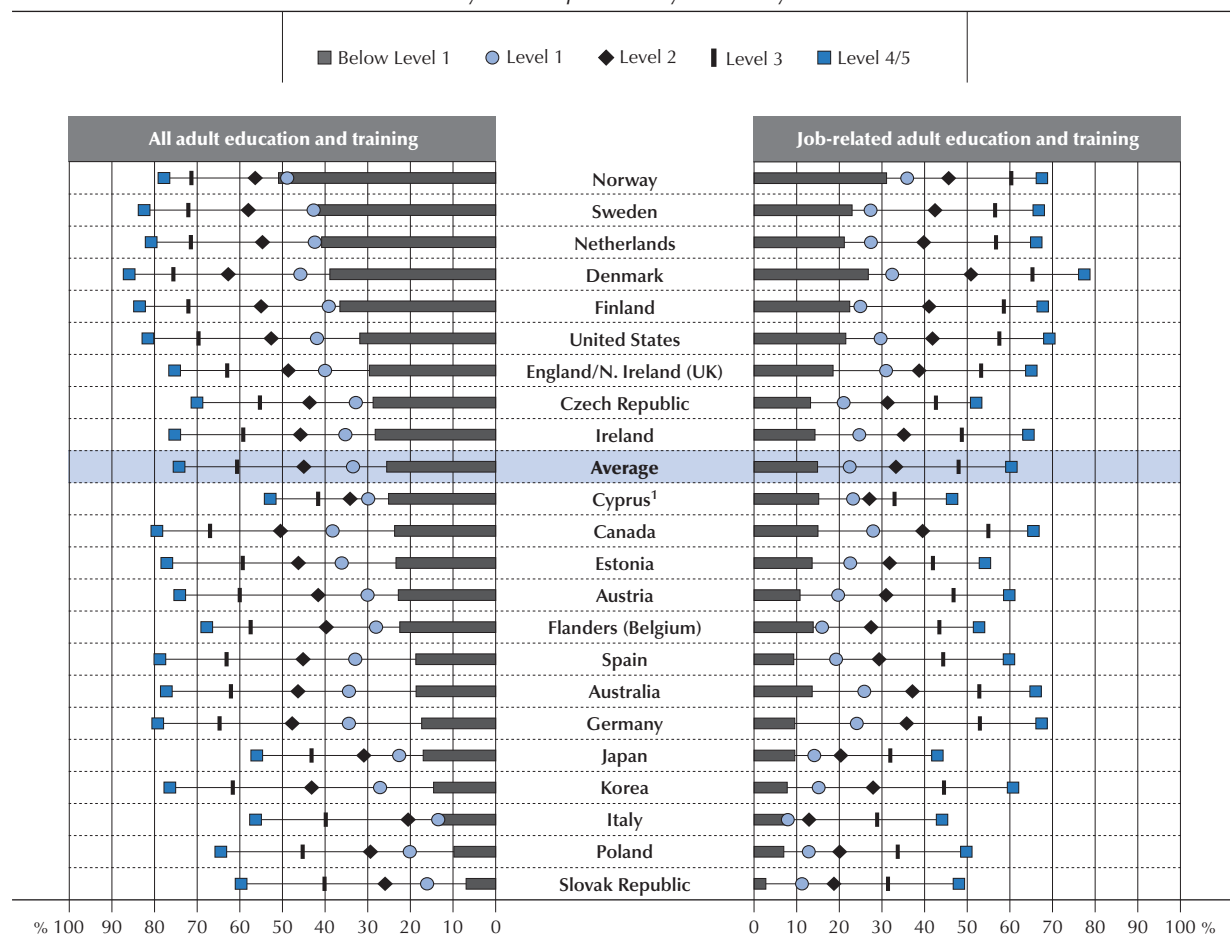 Below Level 1 Level 1 Level 2 Level 3 Level 4/5
All adult education and training Job-related adult education and training
Norway
Sweden
Netherlands
Denmark
Finland
United States
England/N. Ireland (UK)
Czech Republic
Ireland
Average
Cyprus¹
Canada
Estonia
Austria
Flanders (Belgium)
Spain
Australia
Germany
Japan
Korea
Italy
Poland
Slovak Republic
% 100 90 80 70 60 50 40 30 20 10 0 0 10 20 30 40 50 60 70 80 90 100 %